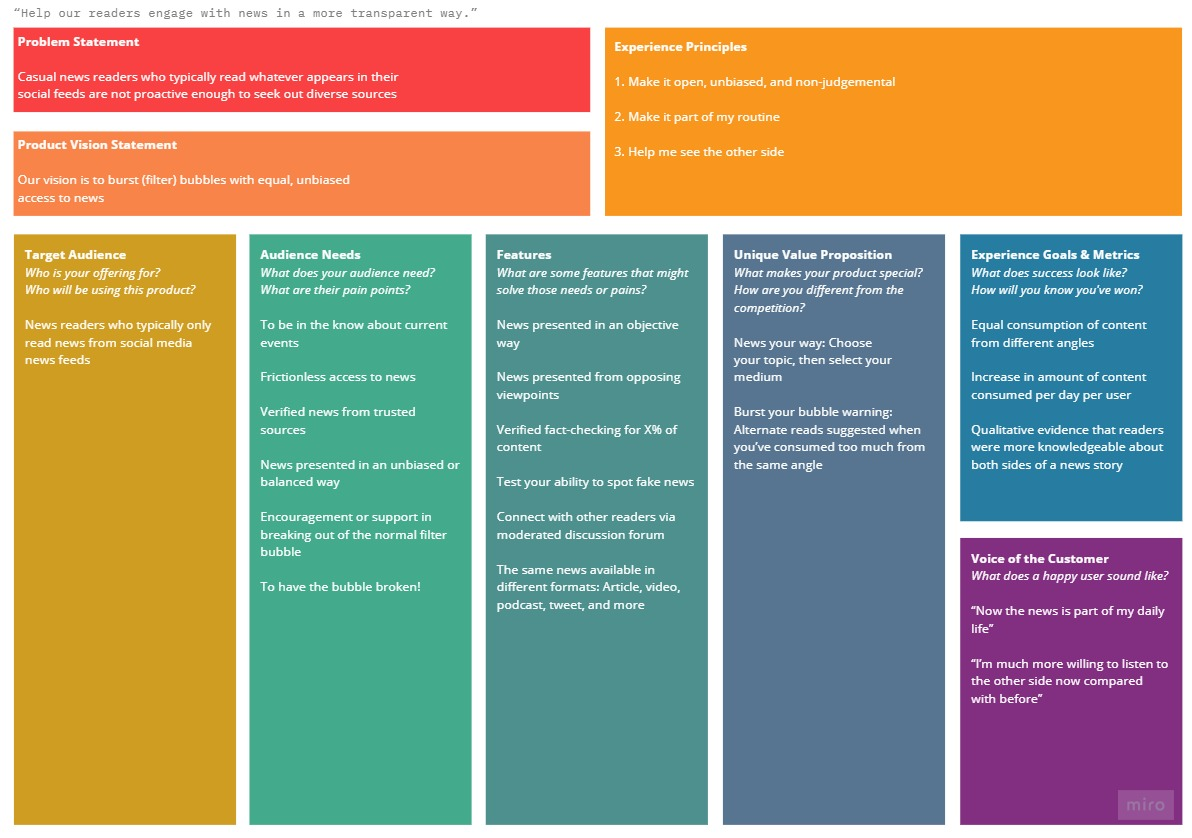 “Help our readers engage with news in a more transparent way.”
Problem Statement
Casual news readers who typically read whatever appears in their
social feeds are not proactive enough to seek out diverse sources
Product Vision Statement
Our vision is to burst (filter) bubbles with equal, unbiased
access to news
Experience Principles
1. Make it open, unbiased, and non-judgemental
2. Make it part of my routine
3. Help me see the other side
Target Audience
Who is your offering for?
Who will be using this product?
News readers who typically only
read news from social media
news feeds
Audience Needs
What does your audience need?
What are their pain points?
To be in the know about current
events
Frictionless access to news
Verified news from trusted
sources
News presented in an unbiased or
balanced way
Encouragement or support in
breaking out of the normal filter
bubble
To have the bubble broken!
Features
What are some features that might
solve those needs or pains?
News presented in an objective
way
News presented from opposing
viewpoints
Verified fact-checking for X% of
content
Test your ability to spot fake news
Connect with other readers via
moderated discussion forum
The same news available in
different formats: Article, video,
podcast, tweet, and more
Unique Value Proposition
What makes your product special?
How are you different from the
competition?
News your way: Choose
your topic, then select your
medium
Burst your bubble warning:
Alternate reads suggested when
you’ve consumed too much from
the same angle
Experience Goals & Metrics
What does success look like?
How will you know you've won?
Equal consumption of content
from different angles
Increase in amount of content
consumed per day per user
Qualitative evidence that readers
were more knowledgeable about
both sides of a news story
Voice of the Customer
What does a happy user sound like?
“Now the news is part of my daily
life”
“I’m much more willing to listen to
the other side now compared
with before”
miro